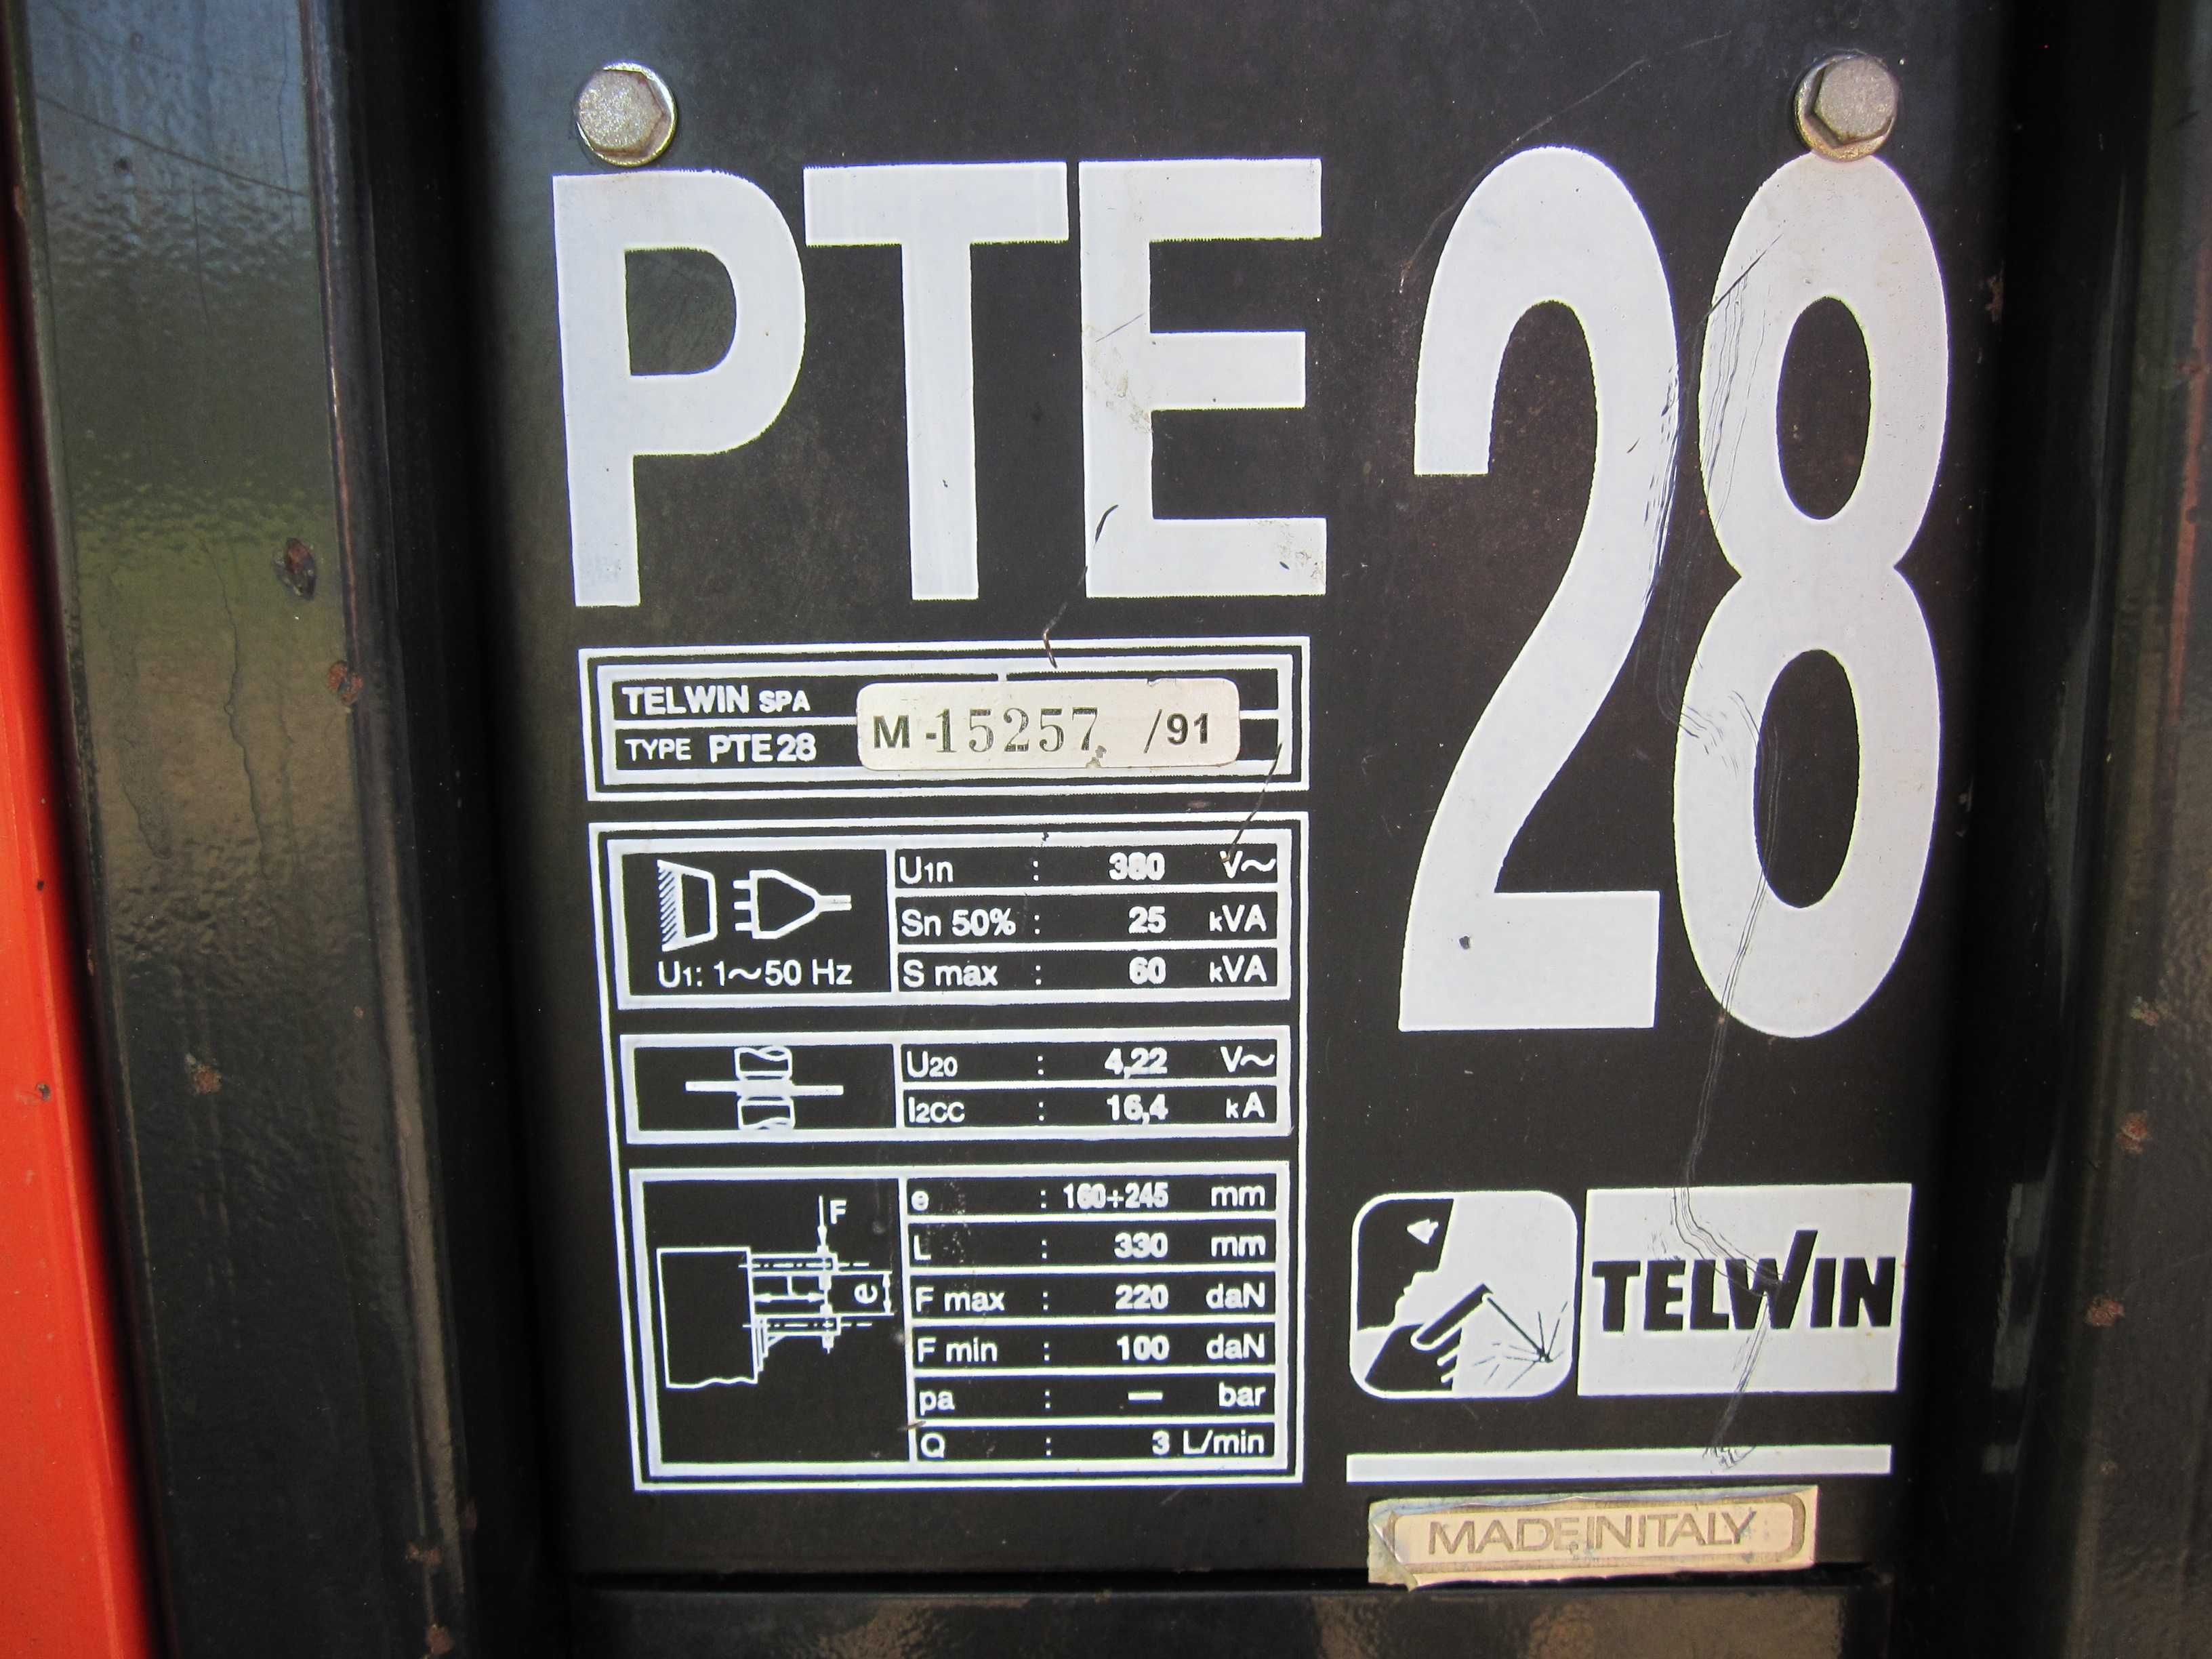 PTE 28
TELWIN SPA
TYPE PTE 28
M-15257 /91
U1n : 380 V~
Sn 50% : 25 kVA
U1: 1~50 Hz
S max : 60 kVA
U20 : 4,22 V~
I2CC : 16,4 kA
e : 160÷245 mm
L : 330 mm
F max : 220 daN
F min : 100 daN
pa : — bar
Q : 3 L/min
F
L
e
TELWIN
MADE IN ITALY